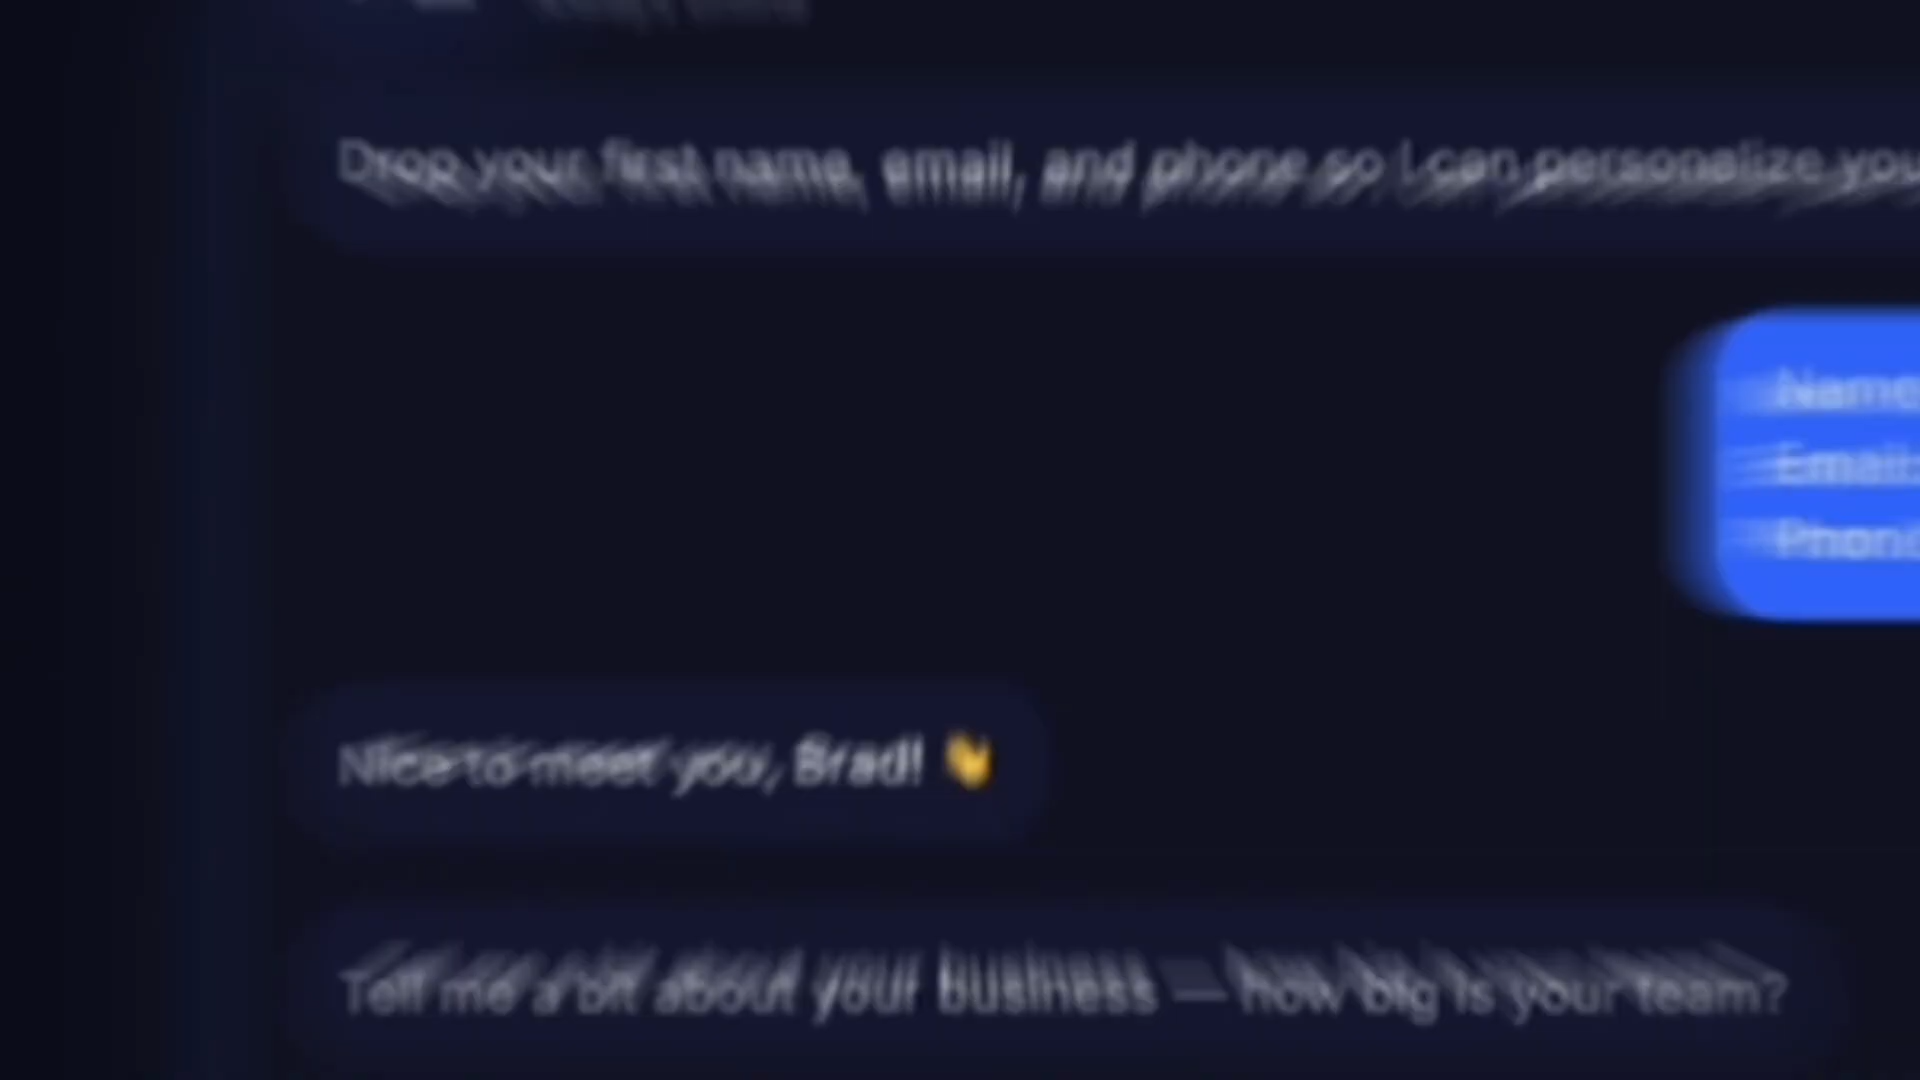 Drop your first name, email, and phone so I can personalize you
Name
Email:
Phone
Nice to meet you, Brad! 👋
Tell me a bit about your business — how big is your team?